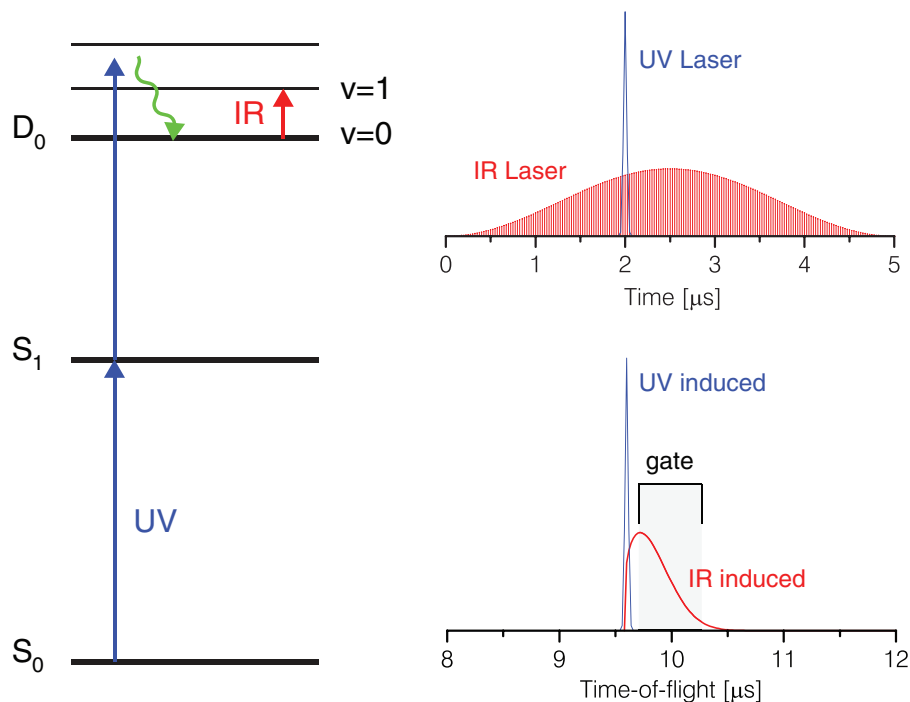 v=1
IR
D0
v=0
S1
UV
S0
UV Laser
IR Laser
0 1 2 3 4 5
Time [μs]
UV induced
gate
IR induced
8 9 10 11 12
Time-of-flight [μs]